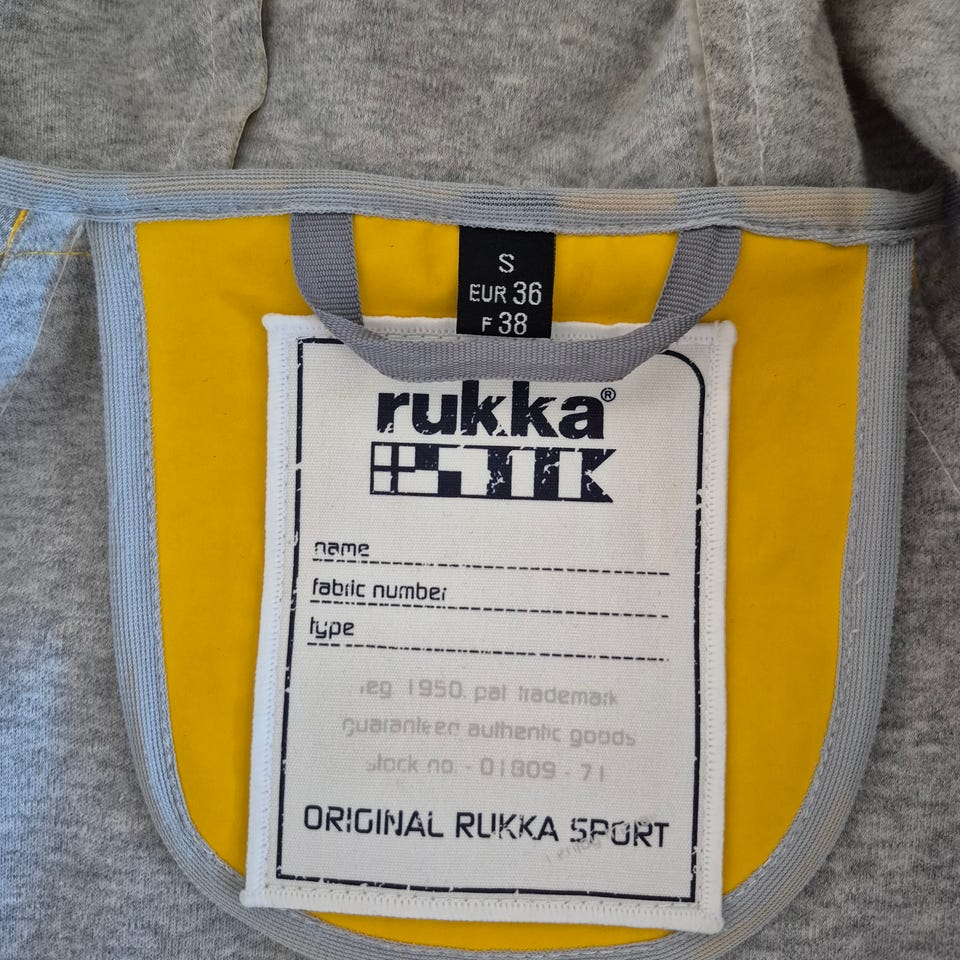 S
EUR 36
F 38
rukka®
name
fabric number
type
reg 1950. pat trademark
guaranteen authentic goods
stock no. - 01809 - 71
ORIGINAL RUKKA SPORT